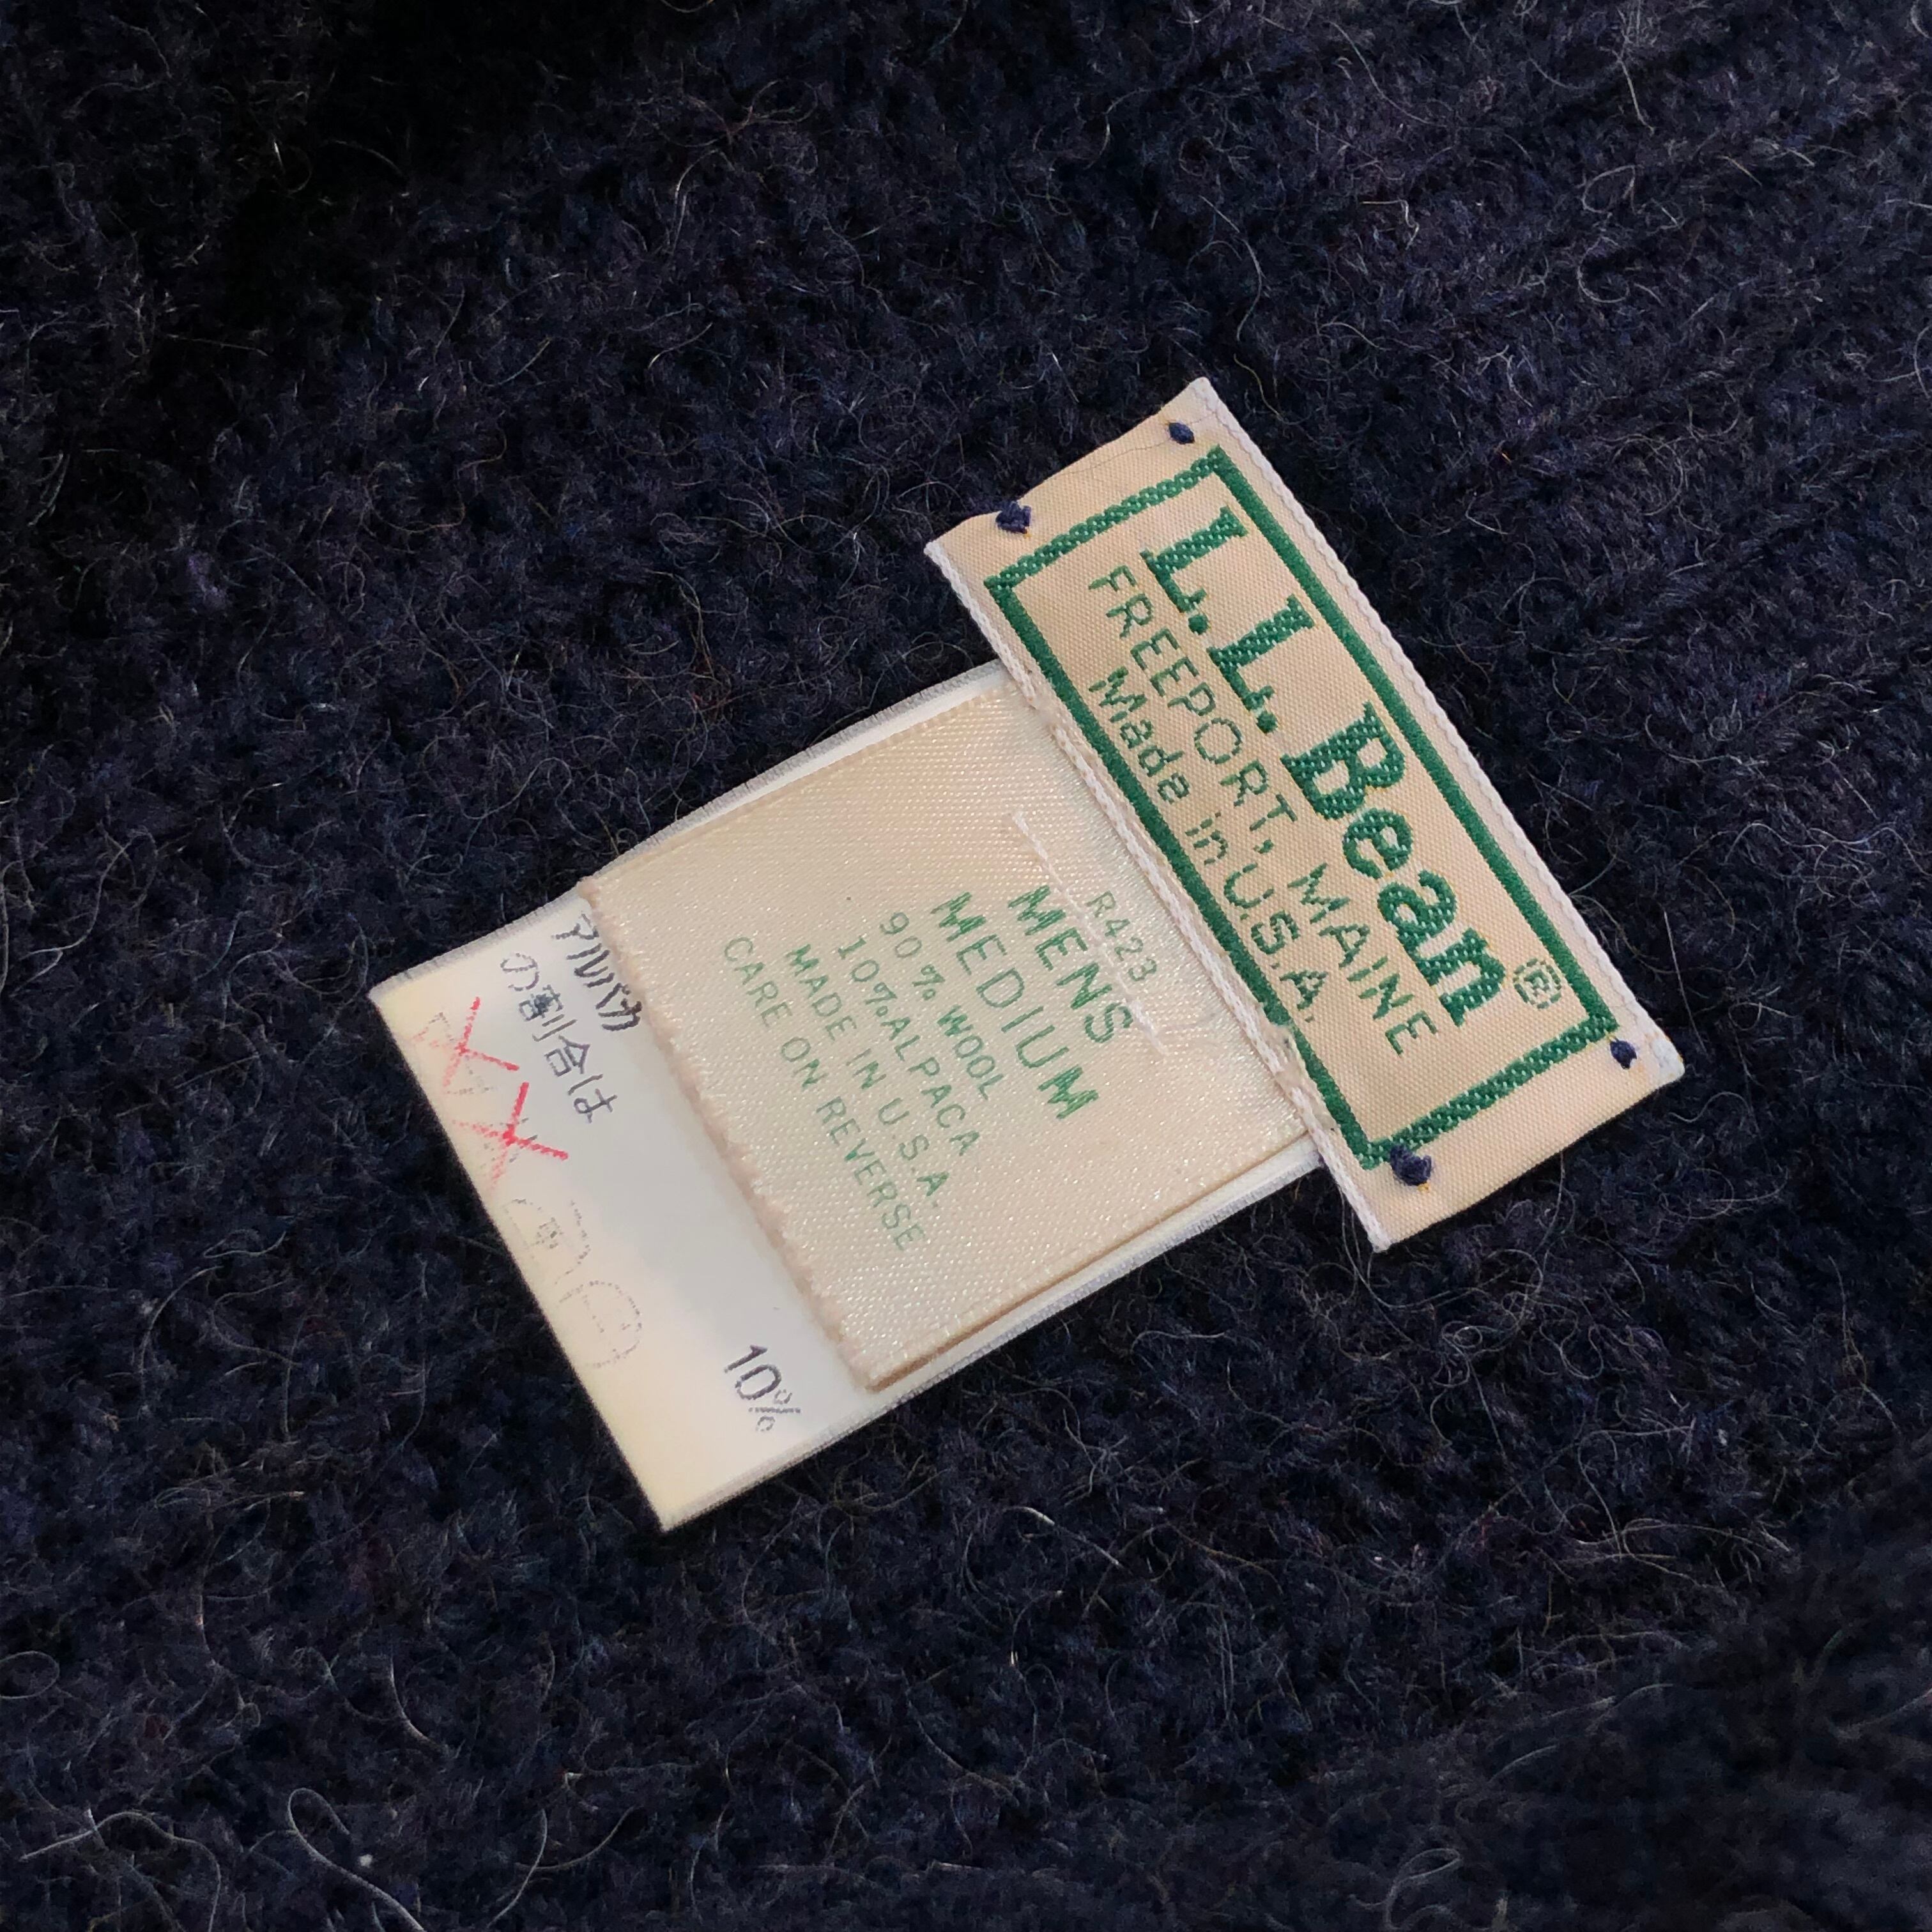 L.L.Bean®
FREEPORT, MAINE
Made in U.S.A.
R423
MENS
MEDIUM
90% WOOL
10% ALPACA
MADE IN U.S.A.
CARE ON REVERSE
アルパカ
の割合は
10%